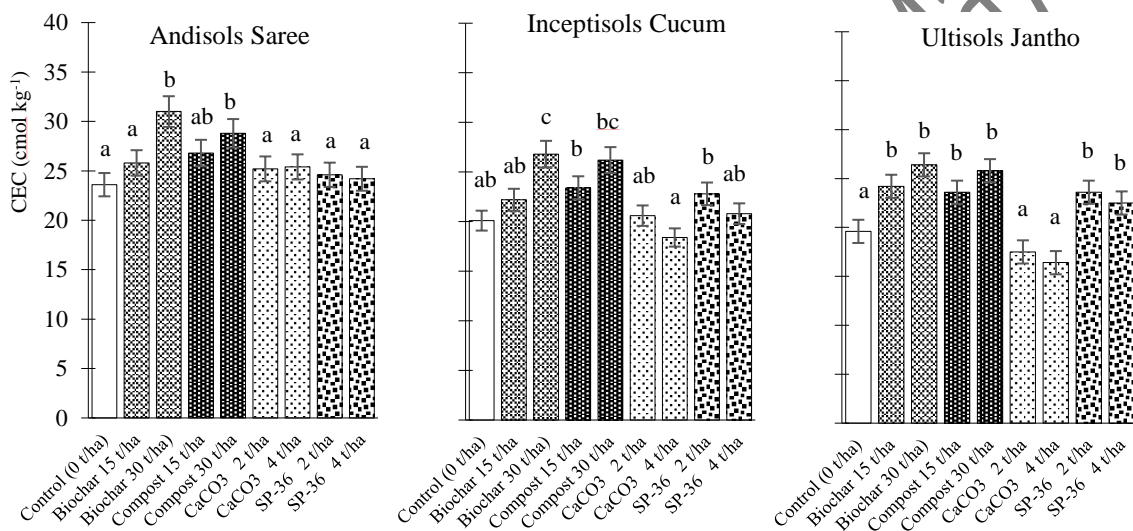 Andisols Saree
Inceptisols Cucum
Ultisols Jantho
CEC (cmol kg-1)
40
35
30
25
20
15
10
5
0
a a b ab b a a a a
ab ab c b bc ab a b ab
a b b b b a a b b
Control (0 t/ha)
Biochar 15 t/ha
Biochar 30 t/ha)
Compost 15 t/ha
Compost 30 t/ha
CaCO3 2 t/ha
CaCO3 4 t/ha
SP-36 2 t/ha
SP-36 4 t/ha
Control (0 t/ha)
Biochar 15 t/ha
Biochar 30 t/ha)
Compost 15 t/ha
Compost 30 t/ha
CaCO3 2 t/ha
CaCO3 4 t/ha
SP-36 2 t/ha
SP-36 4 t/ha
Control (0 t/ha)
Biochar 15 t/ha
Biochar 30 t/ha)
Compost 15 t/ha
Compost 30 t/ha
CaCO3 2 t/ha
CaCO3 4 t/ha
SP-36 2 t/ha
SP-36 4 t/ha